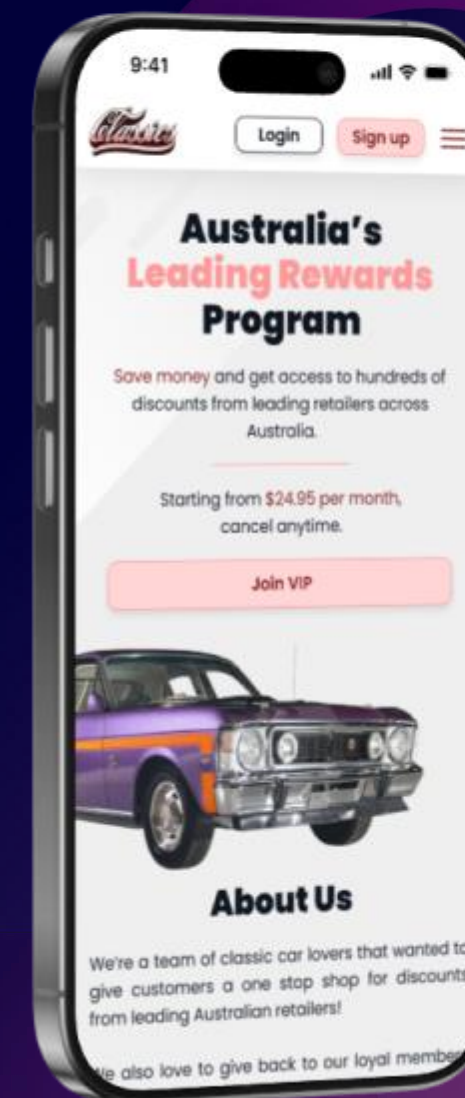 9:41
Classics
Login
Sign up
Australia's
Leading Rewards
Program
Save money and get access to hundreds of
discounts from leading retailers across
Australia.
Starting from $24.95 per month,
cancel anytime.
Join VIP
About Us
We're a team of classic car lovers that wanted to
give customers a one stop shop for discounts
from leading Australian retailers!
We also love to give back to our loyal member